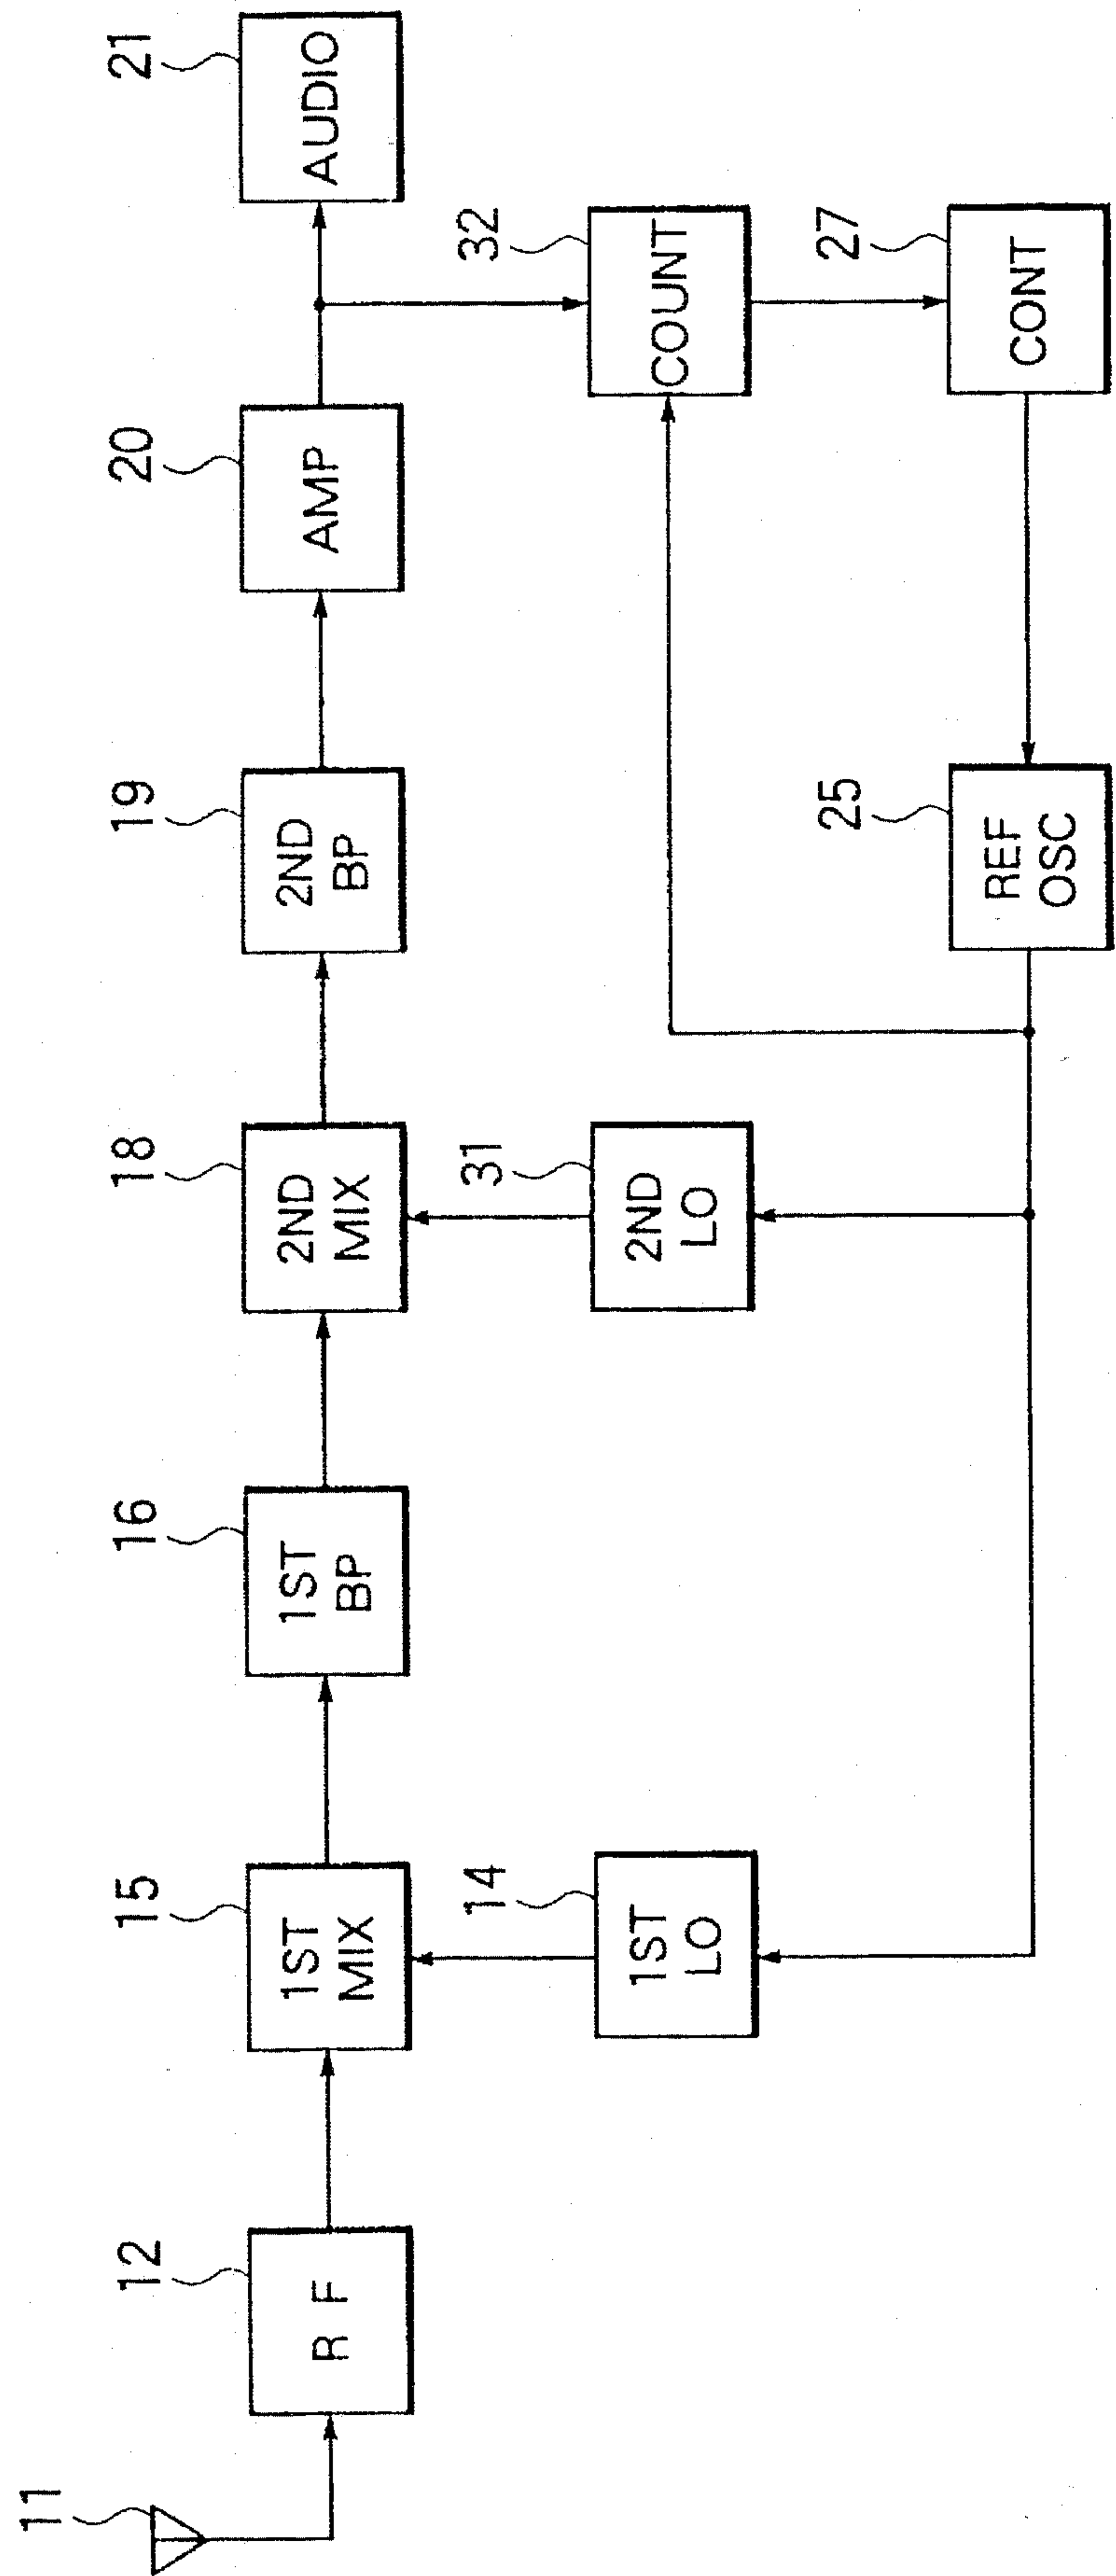 11
12
R F
15
1ST
MIX
16
1ST
BP
18
2ND
MIX
19
2ND
BP
20
AMP
21
AUDIO
14
1ST
LO
31
2ND
LO
32
COUNT
25
REF
OSC
27
CONT